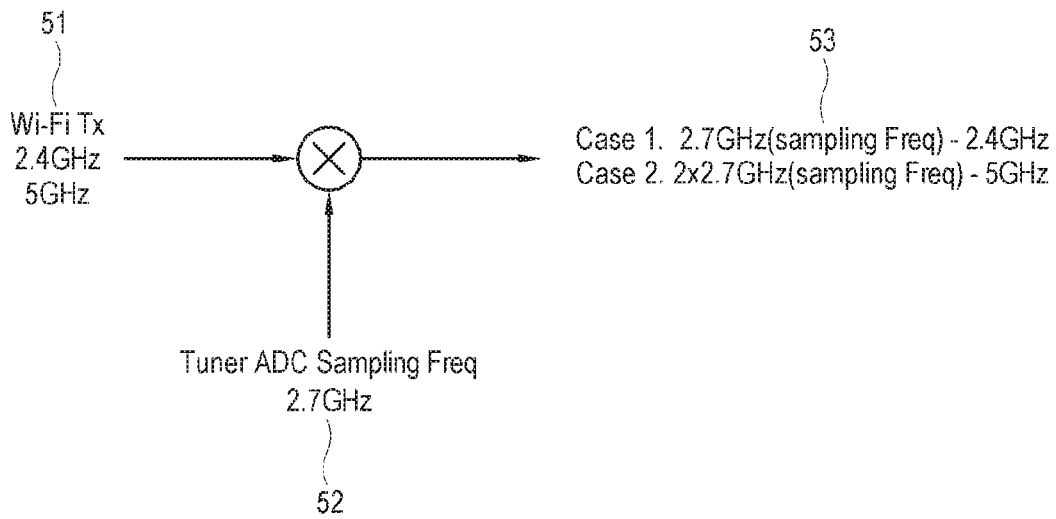 51
Wi-Fi Tx
2.4GHz
5GHz
53
Case 1. 2.7GHz(sampling Freq) - 2.4GHz
Case 2. 2x2.7GHz(sampling Freq) - 5GHz
Tuner ADC Sampling Freq
2.7GHz
52